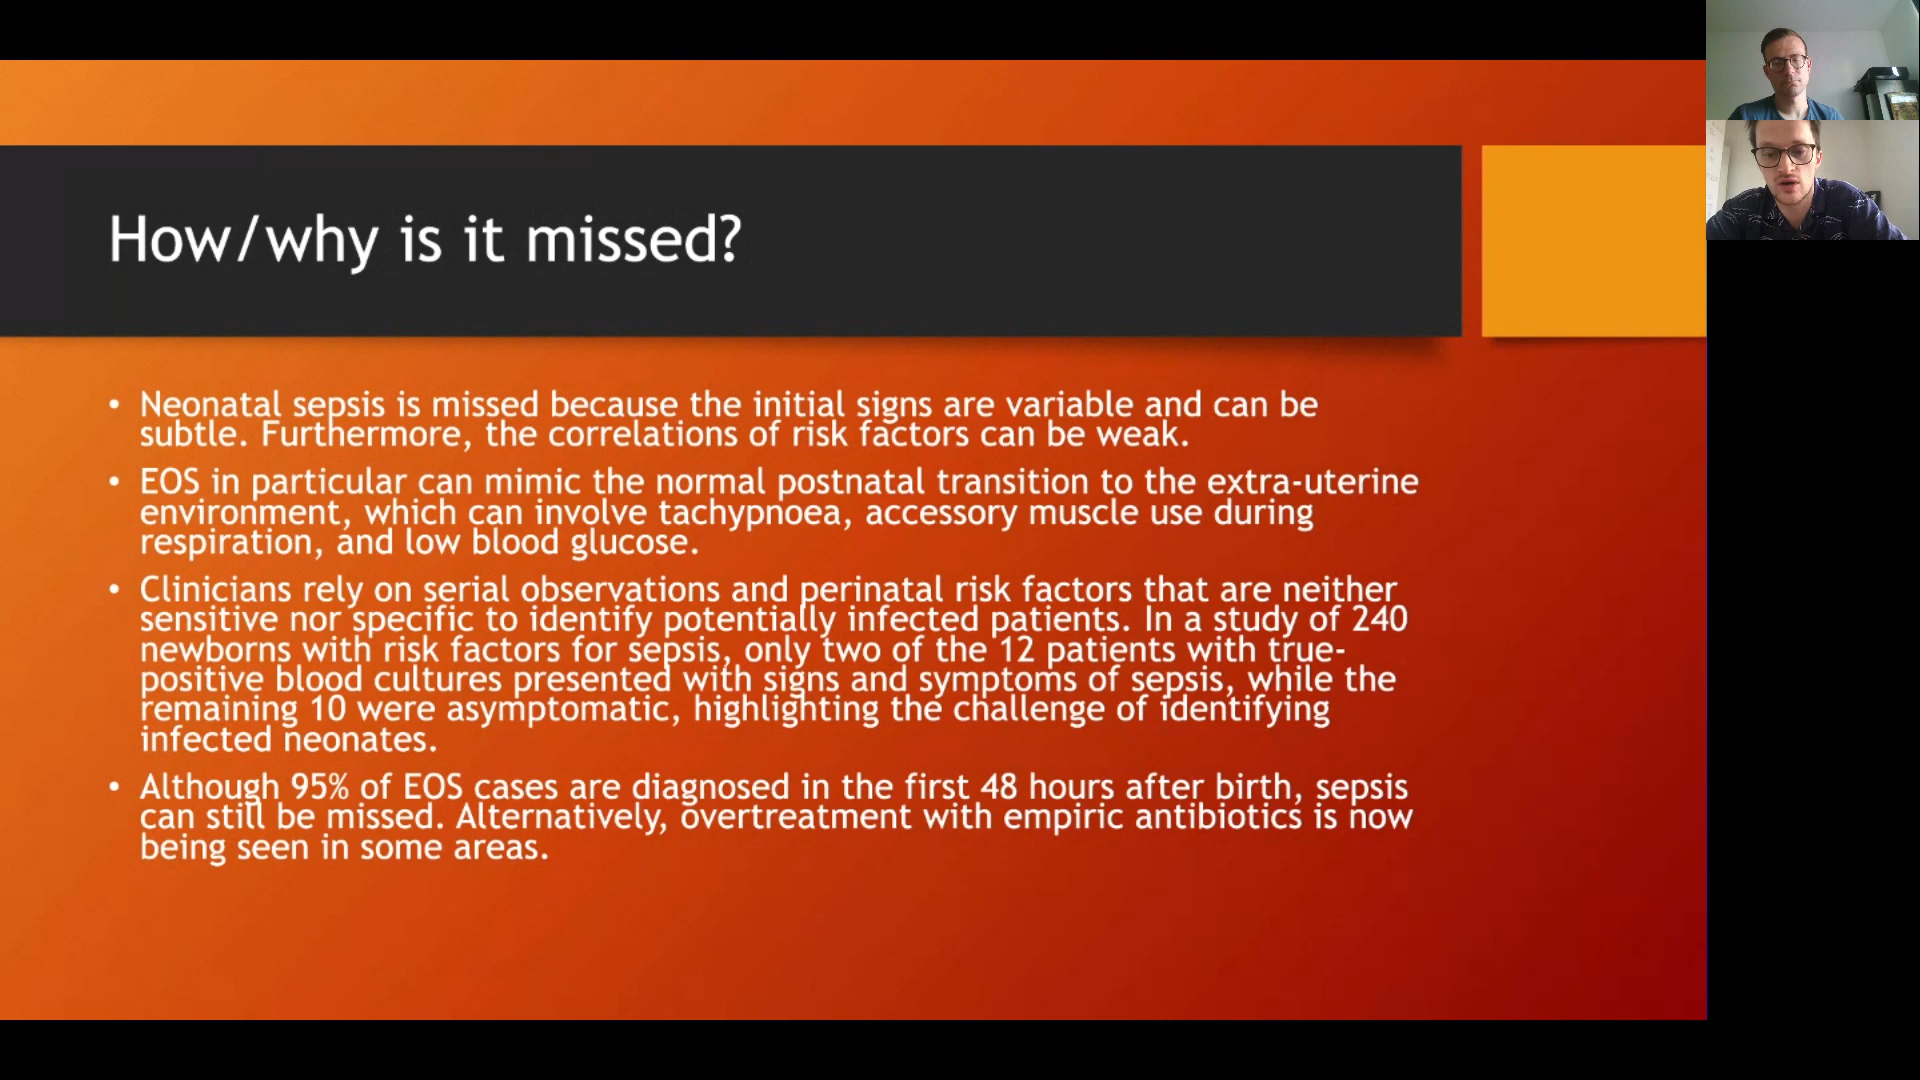 How/why is it missed?
• Neonatal sepsis is missed because the initial signs are variable and can be
subtle. Furthermore, the correlations of risk factors can be weak.
• EOS in particular can mimic the normal postnatal transition to the extra-uterine
environment, which can involve tachypnoea, accessory muscle use during
respiration, and low blood glucose.
• Clinicians rely on serial observations and perinatal risk factors that are neither
sensitive nor specific to identify potentially infected patients. In a study of 240
newborns with risk factors for sepsis, only two of the 12 patients with true-
positive blood cultures presented with signs and symptoms of sepsis, while the
remaining 10 were asymptomatic, highlighting the challenge of identifying
infected neonates.
• Although 95% of EOS cases are diagnosed in the first 48 hours after birth, sepsis
can still be missed. Alternatively, overtreatment with empiric antibiotics is now
being seen in some areas.